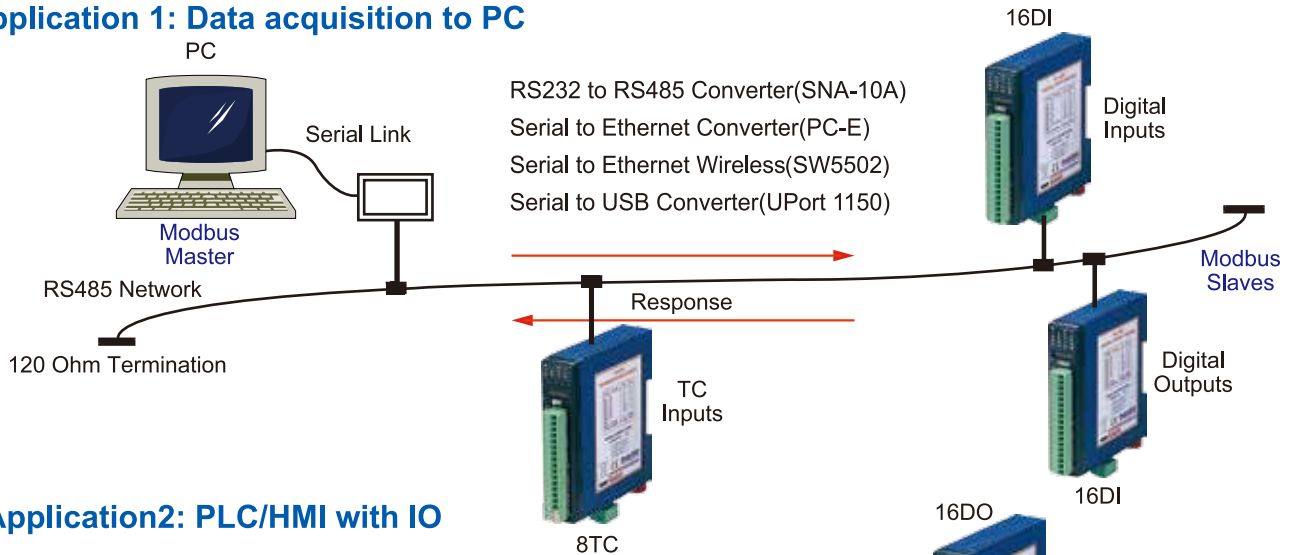 pplication 1: Data acquisition to PC
16DI
PC
RS232 to RS485 Converter(SNA-10A)
Serial to Ethernet Converter(PC-E)
Serial to Ethernet Wireless(SW5502)
Serial to USB Converter(UPort 1150)
Serial Link
Digital
Inputs
Modbus
Master
Modbus
Slaves
RS485 Network
Response
120 Ohm Termination
TC
Inputs
Digital
Outputs
16DI
Application2: PLC/HMI with IO
16DO
8TC